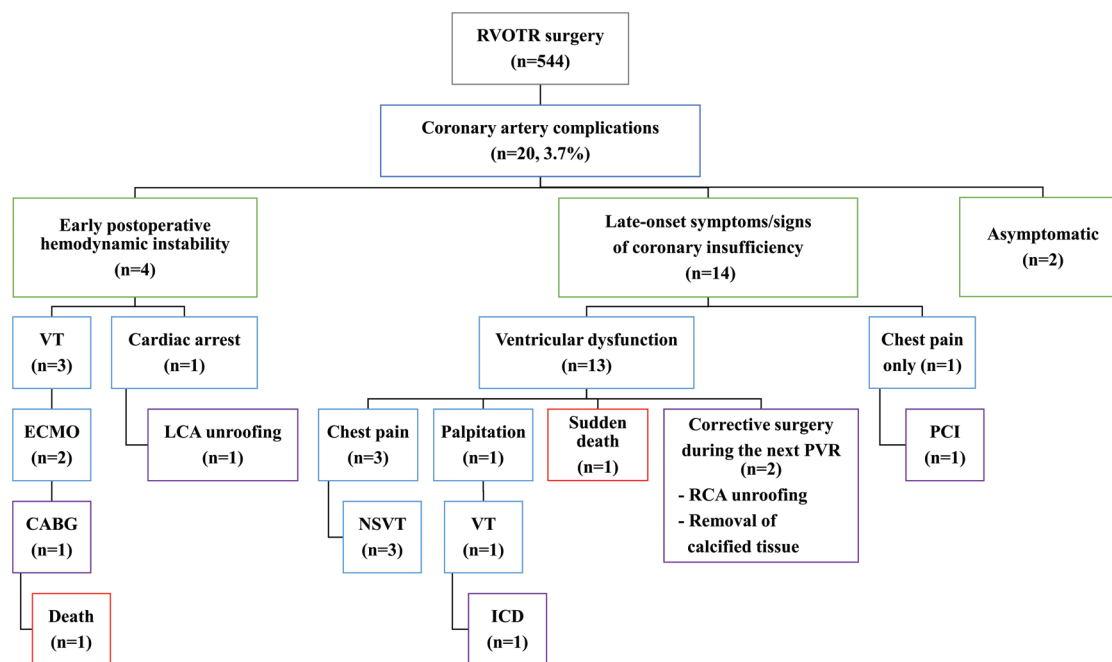 RVOTR surgery
(n=544)
Coronary artery complications
(n=20, 3.7%)
Early postoperative
hemodynamic instability
(n=4)
Late-onset symptoms/signs
of coronary insufficiency
(n=14)
Asymptomatic
(n=2)
VT
(n=3)
Cardiac arrest
(n=1)
Ventricular dysfunction
(n=13)
Chest pain
only (n=1)
ECMO
(n=2)
LCA unroofing
(n=1)
Chest pain
(n=3)
Palpitation
(n=1)
Sudden
death
(n=1)
Corrective surgery
during the next PVR
(n=2)
- RCA unroofing
- Removal of
calcified tissue
PCI
(n=1)
CABG
(n=1)
NSVT
(n=3)
VT
(n=1)
Death
(n=1)
ICD
(n=1)